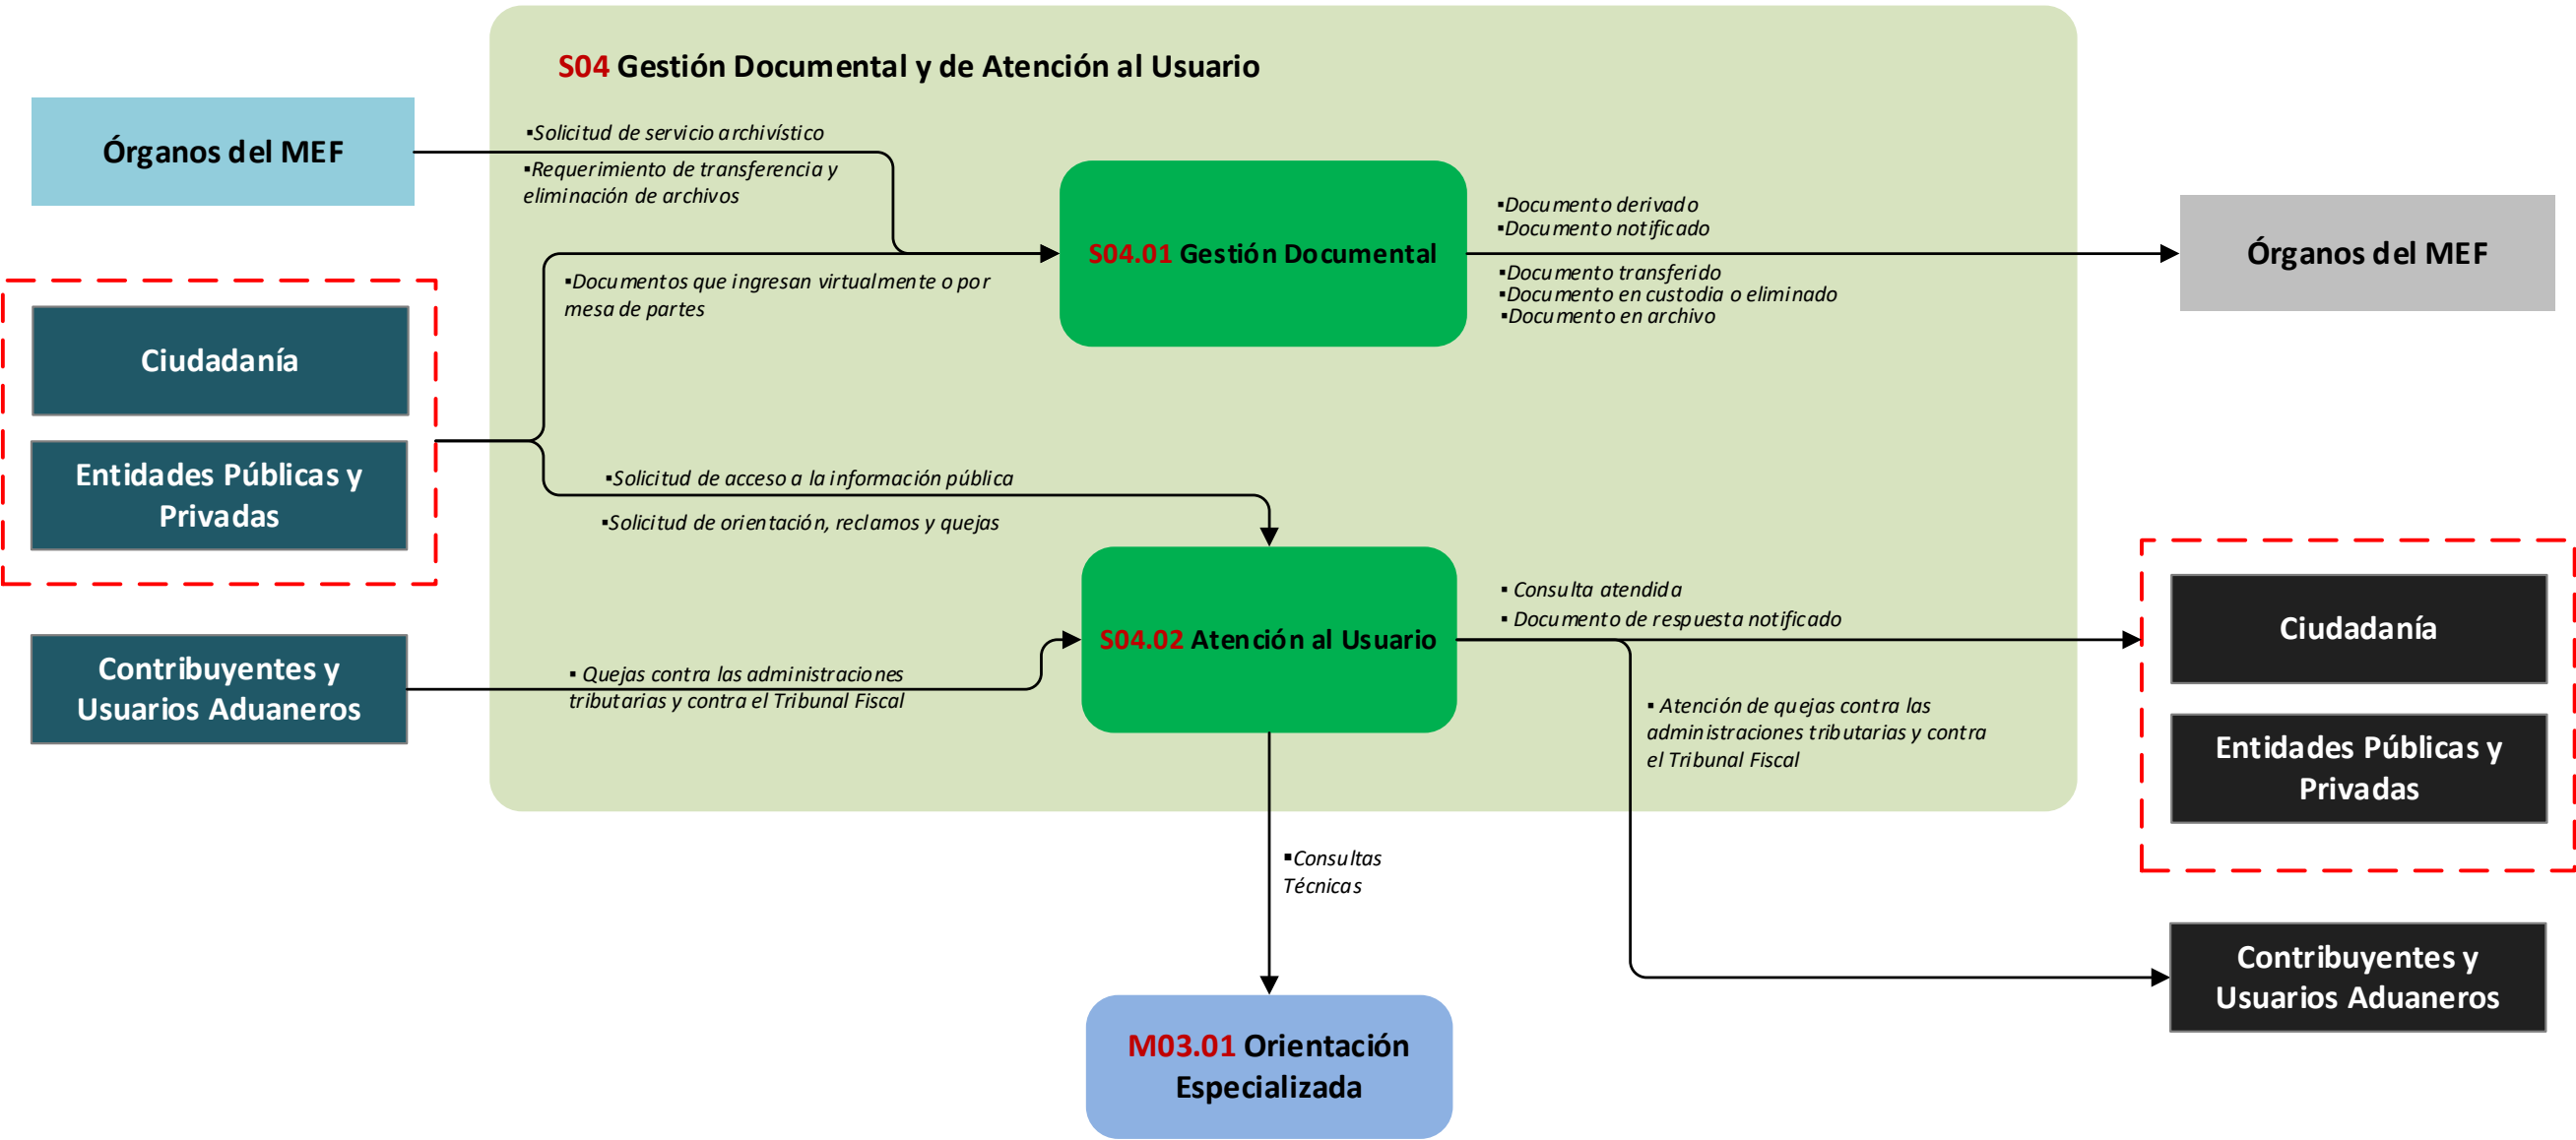 S04 Gestión Documental y de Atención al Usuario
Órganos del MEF
▪Solicitud de servicio archivístico
▪Requerimiento de transferencia y
eliminación de archivos
S04.01 Gestión Documental
▪Documento derivado
▪Documento notificado
▪Documento transferido
▪Documento en custodia o eliminado
▪Documento en archivo
Órganos del MEF
▪Documentos que ingresan virtualmente o por
mesa de partes
Ciudadanía
Entidades Públicas y
Privadas
▪Solicitud de acceso a la información pública
▪Solicitud de orientación, reclamos y quejas
Contribuyentes y
Usuarios Aduaneros
▪ Quejas contra las administraciones
tributarias y contra el Tribunal Fiscal
S04.02 Atención al Usuario
▪ Consulta atendida
▪ Documento de respuesta notificado
▪ Atención de quejas contra las
administraciones tributarias y contra
el Tribunal Fiscal
Ciudadanía
Entidades Públicas y
Privadas
▪Consultas
Técnicas
Contribuyentes y
Usuarios Aduaneros
M03.01 Orientación
Especializada